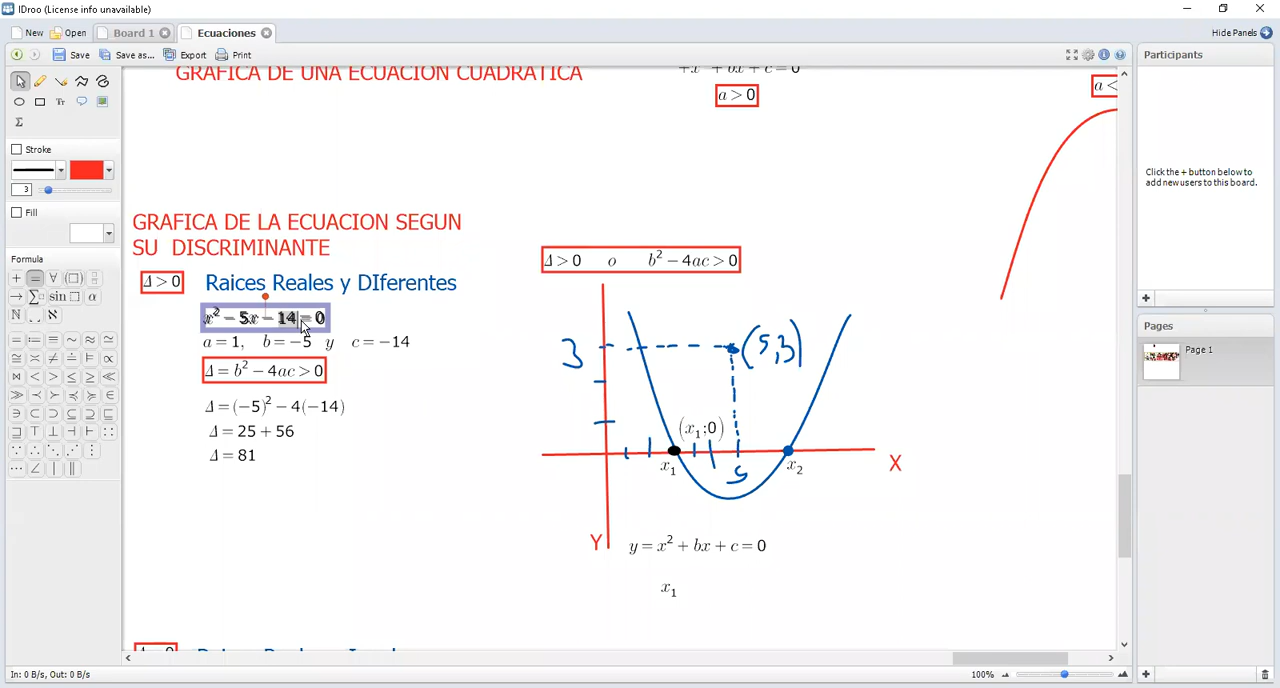 IDroo (License info unavailable)
New Open Board 1 Ecuaciones Hide Panels
Save Save as... Export Print
Participants
Click the + button below to
add new users to this board.
Pages
Page 1
Stroke
3
Fill
Formula
GRAFICA DE UNA ECUACION CUADRATICA
+x² + bx + c = 0
a > 0
a <
GRAFICA DE LA ECUACION SEGUN
SU DISCRIMINANTE
Δ > 0 Raices Reales y DIferentes
x² − 5x − 14 = 0
a = 1, b = −5 y c = −14
Δ = b² − 4ac > 0
Δ = (−5)² − 4(−14)
Δ = 25 + 56
Δ = 81
Δ > 0 o b² − 4ac > 0
3
(5,3)
(x₁;0)
x₁ 5 x₂ X
Y
y = x² + bx + c = 0
x₁
100%
In: 0 B/s, Out: 0 B/s